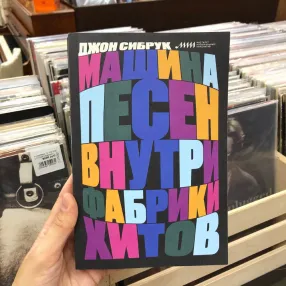 ДЖОН СИБРУК
МАШИНА
ПЕСЕН
ВНУТРИ
ФАБРИКИ
ХИТОВ